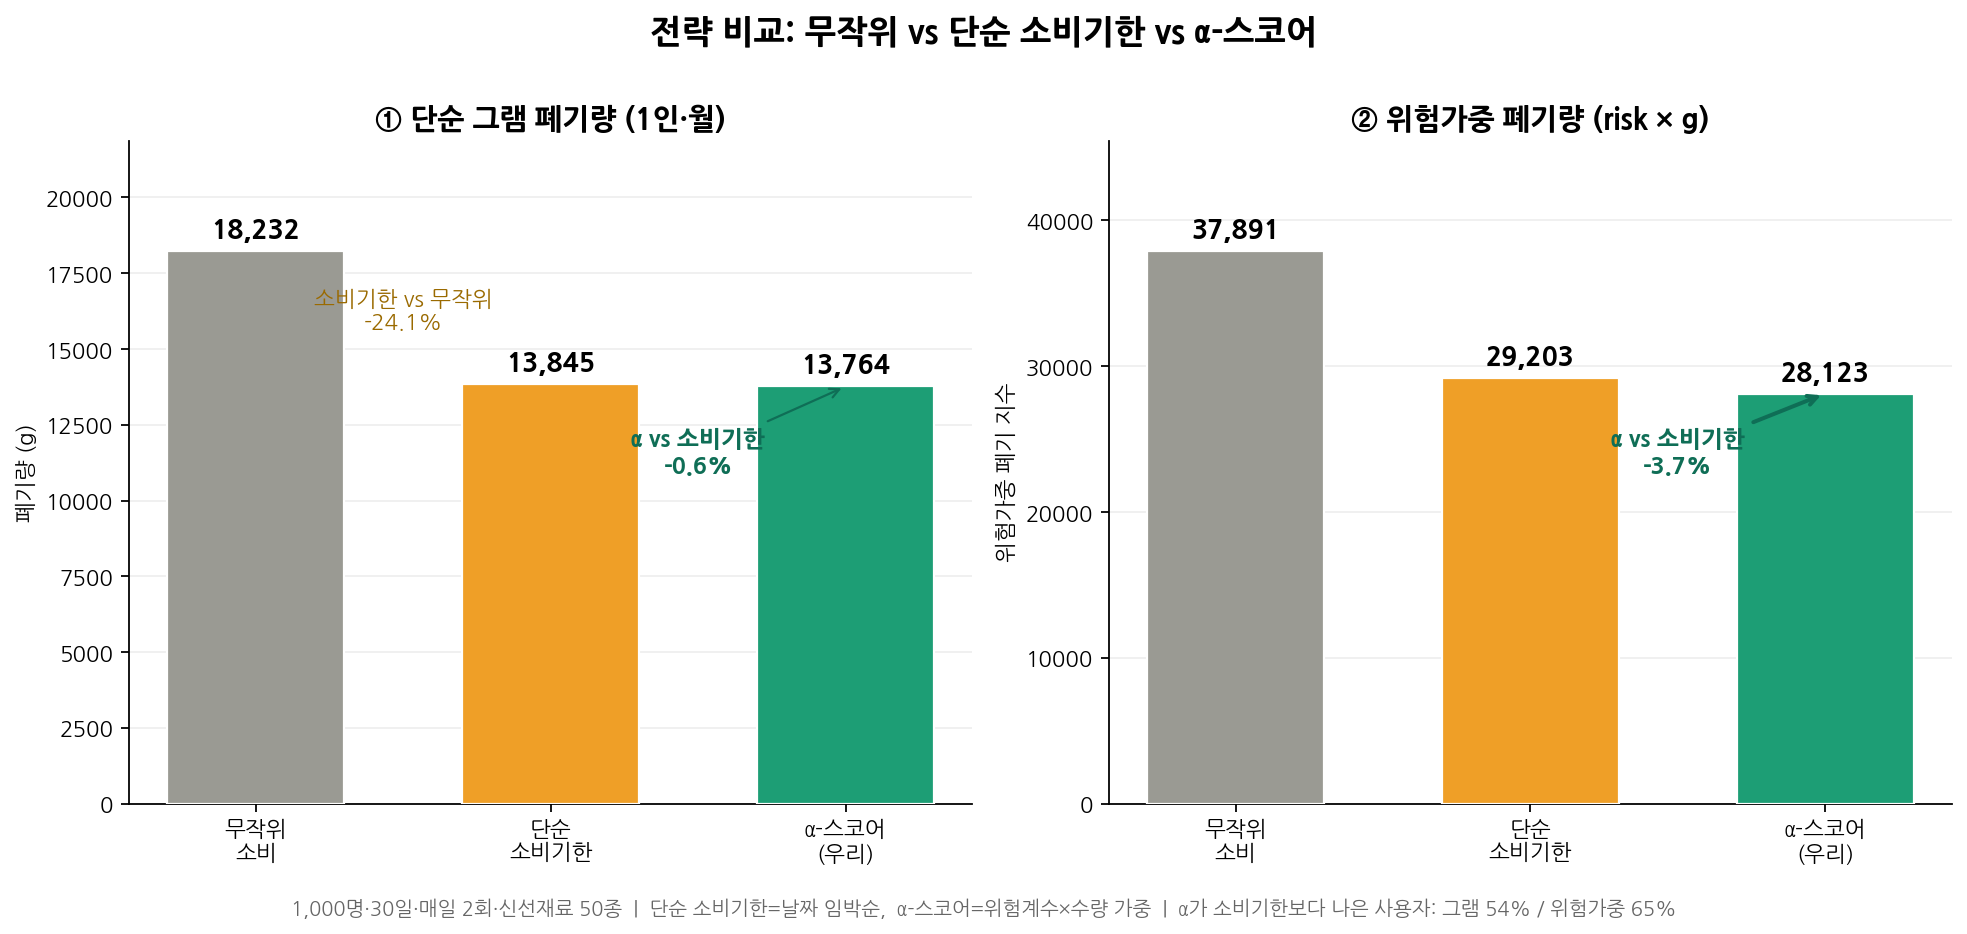 전략 비교: 무작위 vs 단순 소비기한 vs α-스코어
① 단순 그램 폐기량 (1인·월)
폐기량 (g)
20000
17500
15000
12500
10000
7500
5000
2500
0
18,232
소비기한 vs 무작위
-24.1%
13,845
13,764
α vs 소비기한
-0.6%
무작위
소비
단순
소비기한
α-스코어
(우리)
② 위험가중 폐기량 (risk × g)
위험가중 폐기 지수
40000
30000
20000
10000
0
37,891
29,203
28,123
α vs 소비기한
-3.7%
무작위
소비
단순
소비기한
α-스코어
(우리)
1,000명·30일·매일 2회·신선재료 50종 | 단순 소비기한=날짜 임박순, α-스코어=위험계수×수량 가중 | α가 소비기한보다 나은 사용자: 그램 54% / 위험가중 65%